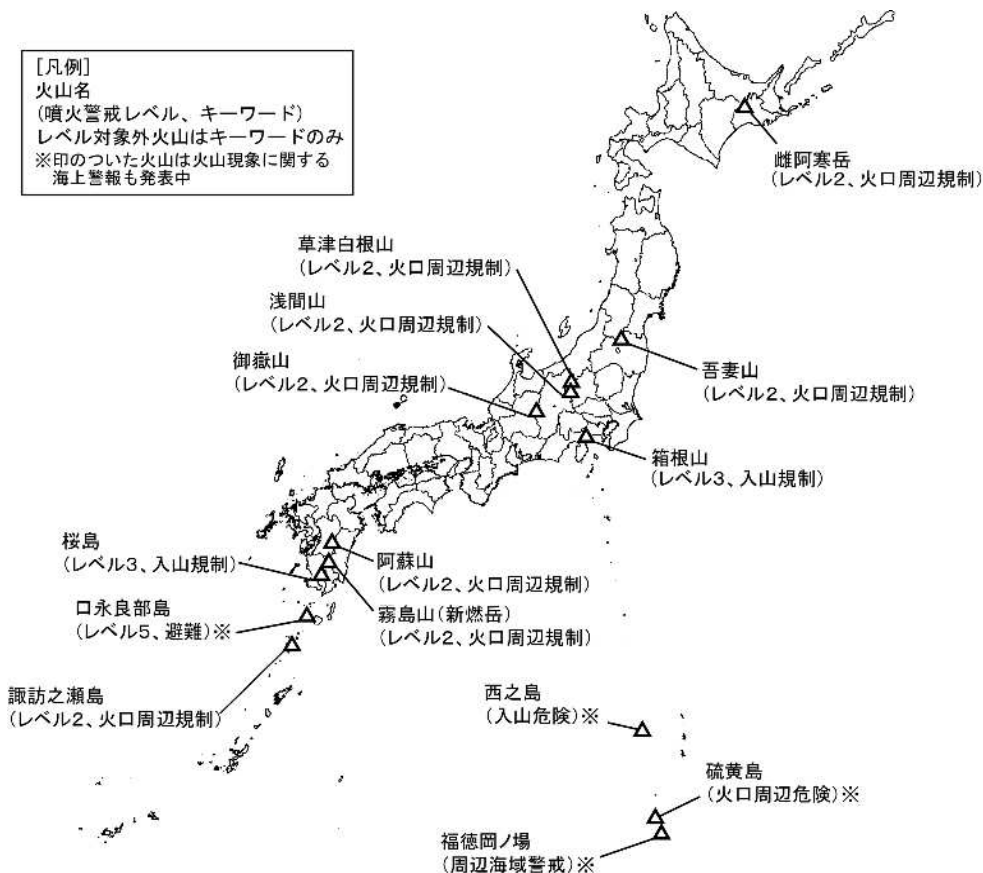 [凡例]
火山名
(噴火警戒レベル、キーワード)
レベル対象外火山はキーワードのみ
※印のついた火山は火山現象に関する
海上警報も発表中
雌阿寒岳
(レベル2、火口周辺規制)
草津白根山
(レベル2、火口周辺規制)
浅間山
(レベル2、火口周辺規制)
御嶽山
(レベル2、火口周辺規制)
吾妻山
(レベル2、火口周辺規制)
箱根山
(レベル3、入山規制)
桜島
(レベル3、入山規制)
阿蘇山
(レベル2、火口周辺規制)
口永良部島
(レベル5、避難)※
霧島山(新燃岳)
(レベル2、火口周辺規制)
諏訪之瀬島
(レベル2、火口周辺規制)
西之島
(入山危険)※
硫黄島
(火口周辺危険)※
福徳岡ノ場
(周辺海域警戒)※